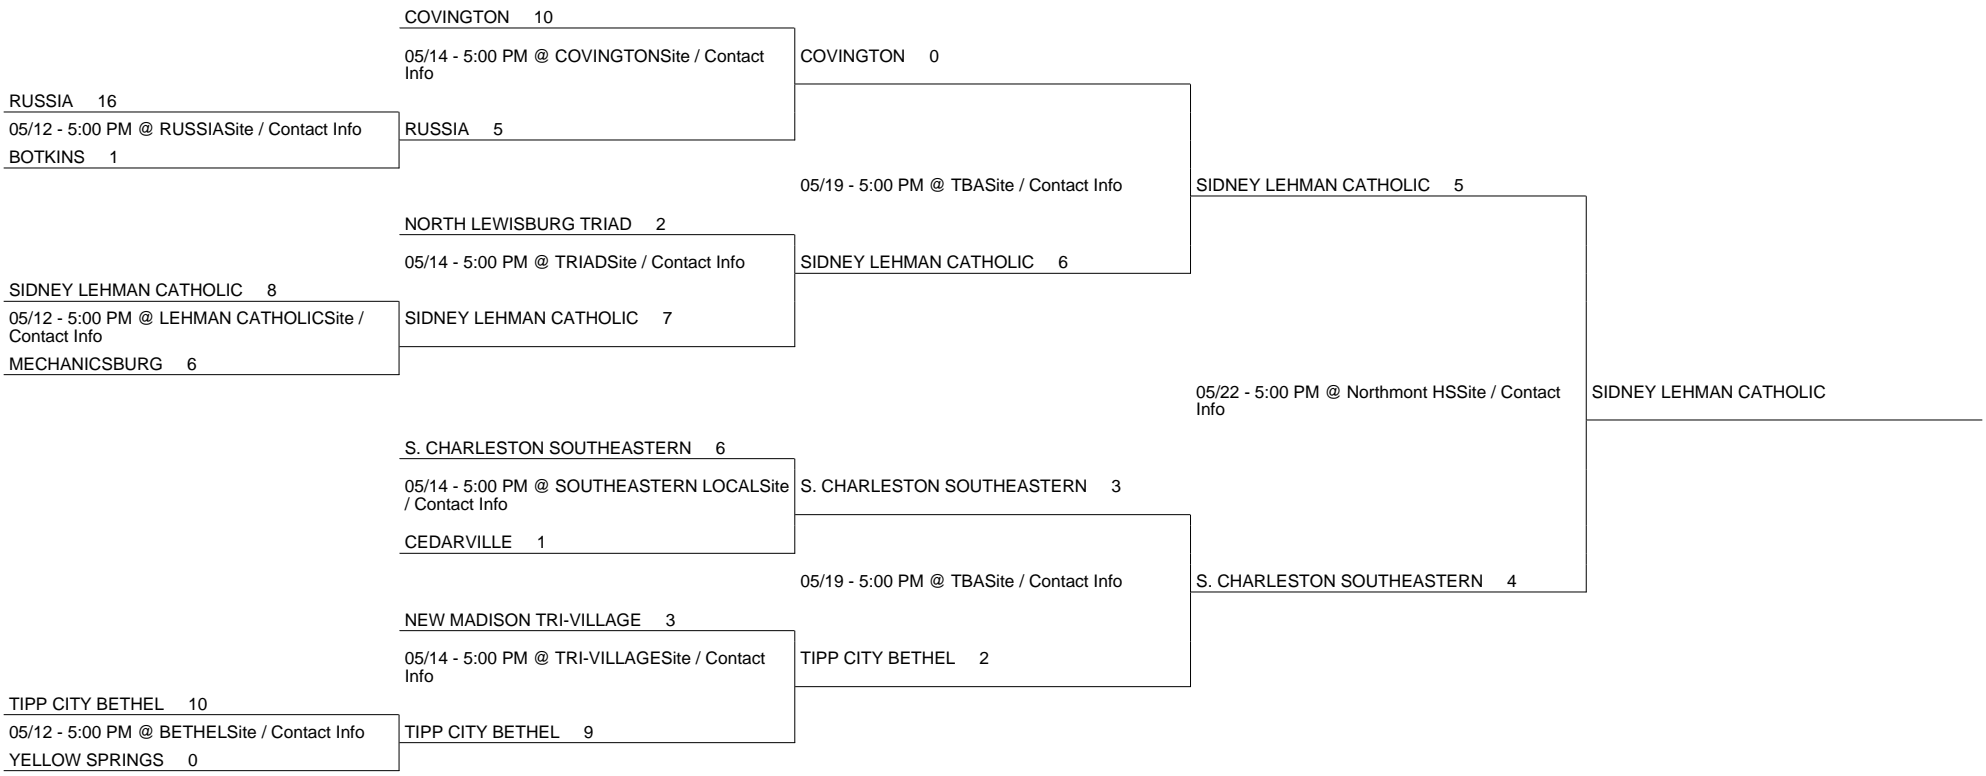 COVINGTON 10
05/14 - 5:00 PM @ COVINGTONSite / Contact
Info
COVINGTON 0
RUSSIA 16
05/12 - 5:00 PM @ RUSSIASite / Contact Info
BOTKINS 1
RUSSIA 5
05/19 - 5:00 PM @ TBASite / Contact Info
SIDNEY LEHMAN CATHOLIC 5
NORTH LEWISBURG TRIAD 2
05/14 - 5:00 PM @ TRIADSite / Contact Info
SIDNEY LEHMAN CATHOLIC 6
SIDNEY LEHMAN CATHOLIC 8
05/12 - 5:00 PM @ LEHMAN CATHOLICSite /
Contact Info
MECHANICSBURG 6
SIDNEY LEHMAN CATHOLIC 7
05/22 - 5:00 PM @ Northmont HSSite / Contact
Info
SIDNEY LEHMAN CATHOLIC
S. CHARLESTON SOUTHEASTERN 6
05/14 - 5:00 PM @ SOUTHEASTERN LOCALSite
/ Contact Info
S. CHARLESTON SOUTHEASTERN 3
CEDARVILLE 1
05/19 - 5:00 PM @ TBASite / Contact Info
S. CHARLESTON SOUTHEASTERN 4
NEW MADISON TRI-VILLAGE 3
05/14 - 5:00 PM @ TRI-VILLAGESite / Contact
Info
TIPP CITY BETHEL 2
TIPP CITY BETHEL 10
05/12 - 5:00 PM @ BETHELSite / Contact Info
YELLOW SPRINGS 0
TIPP CITY BETHEL 9